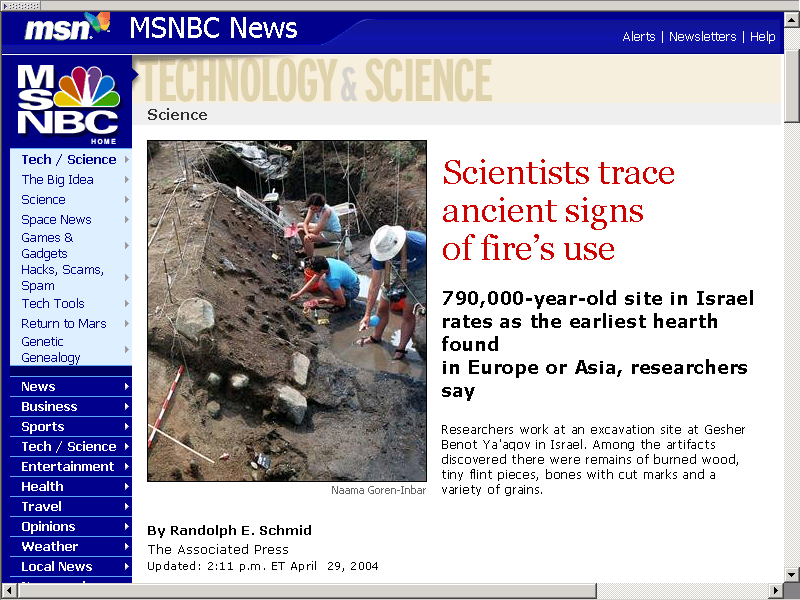 msn
MSNBC News
Alerts | Newsletters | Help
MSNBC
HOME
TECHNOLOGY & SCIENCE
Science
Tech / Science
The Big Idea
Science
Space News
Games &
Gadgets
Hacks, Scams,
Spam
Tech Tools
Return to Mars
Genetic
Genealogy
News
Business
Sports
Tech / Science
Entertainment
Health
Travel
Opinions
Weather
Local News
Scientists trace
ancient signs
of fire's use
790,000-year-old site in Israel
rates as the earliest hearth
found
in Europe or Asia, researchers
say
Researchers work at an excavation site at Gesher
Benot Ya'aqov in Israel. Among the artifacts
discovered there were remains of burned wood,
tiny flint pieces, bones with cut marks and a
variety of grains.
Naama Goren-Inbar
By Randolph E. Schmid
The Associated Press
Updated: 2:11 p.m. ET April 29, 2004